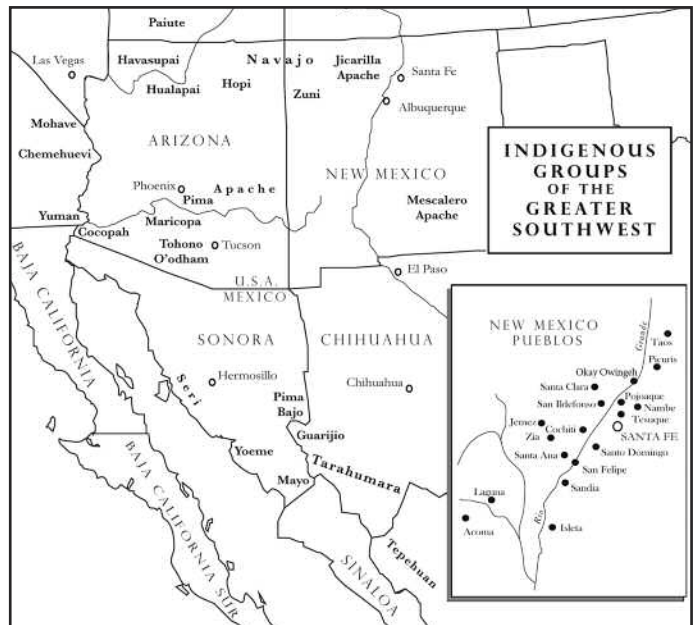 Paiute
Las Vegas
Havasupai
Navajo
Jicarilla
Apache
Santa Fe
Hualapai
Hopi
Zuni
Albuquerque
Mohave
Chemehuevi
ARIZONA
INDIGENOUS
GROUPS
OF THE
GREATER
SOUTHWEST
NEW MEXICO
Phoenix
Apache
Pima
Mescalero
Apache
Yuman
Cocopah
Maricopa
Tohono
O'odham
Tucson
El Paso
U.S.A.
MEXICO
BAJA CALIFORNIA
SONORA
CHIHUAHUA
Seri
Hermosillo
Chihuahua
Pima
Bajo
Guarijio
Yoeme
Tarahumara
Mayo
BAJA CALIFORNIA SUR
SINALOA
Tepehuan
NEW MEXICO
PUEBLOS
Grande
Taos
Picuris
Okay Owingeh
Santa Clara
Pojoaque
San Ildefonso
Nambe
Tesuque
Jemez
Cochiti
SANTA FE
Zia
Santo Domingo
Santa Ana
San Felipe
Sandia
Laguna
Rio
Acoma
Isleta